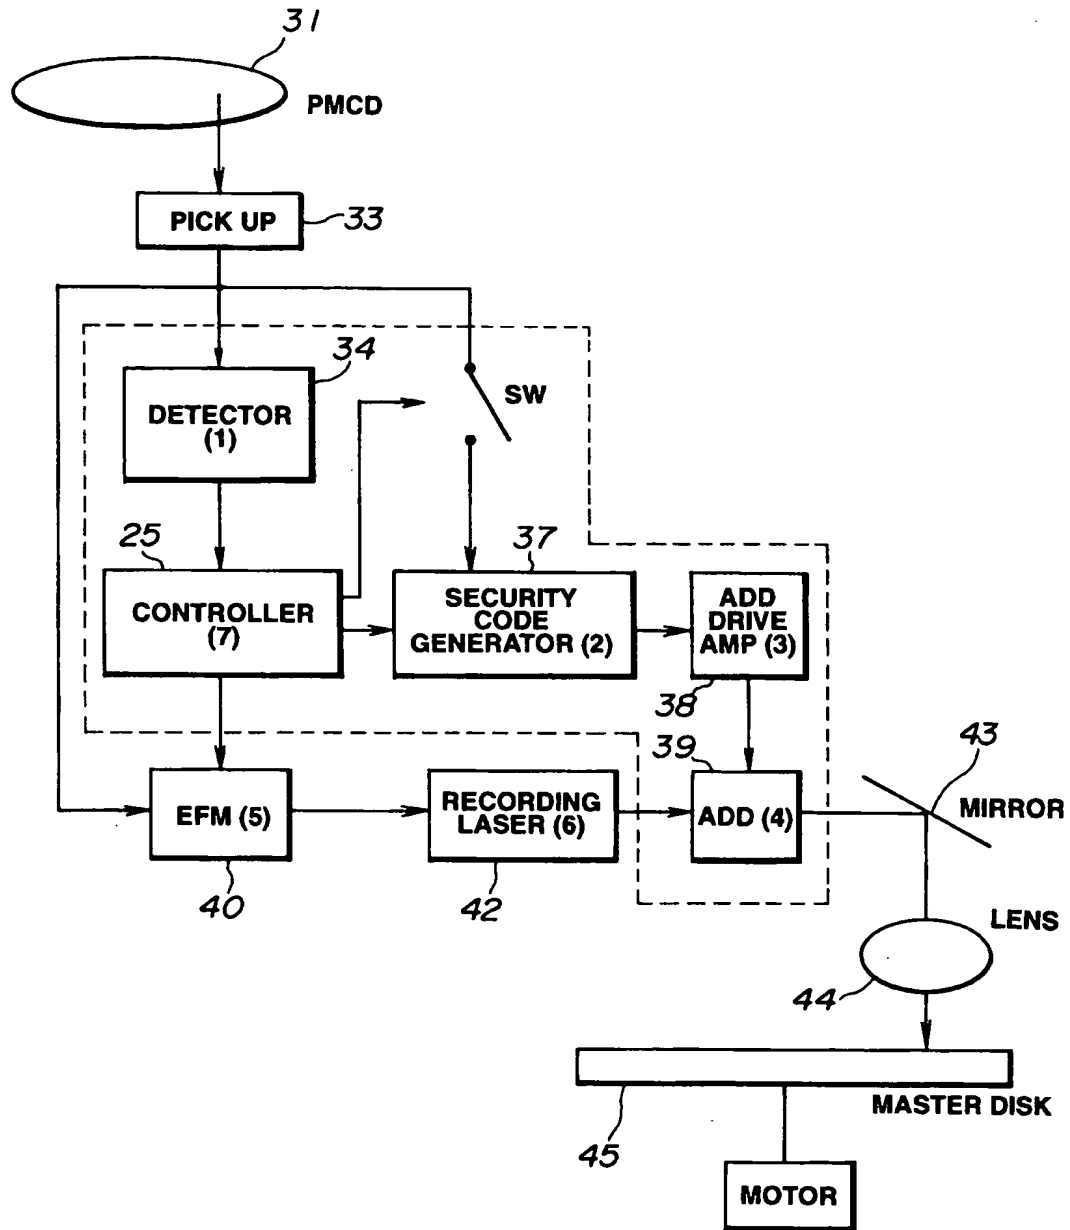 31
PMCD
PICK UP
33
34
DETECTOR
(1)
SW
25
CONTROLLER
(7)
37
SECURITY
CODE
GENERATOR (2)
ADD
DRIVE
AMP (3)
38
39
43
EFM (5)
RECORDING
LASER (6)
ADD (4)
MIRROR
40
42
LENS
44
MASTER DISK
45
MOTOR